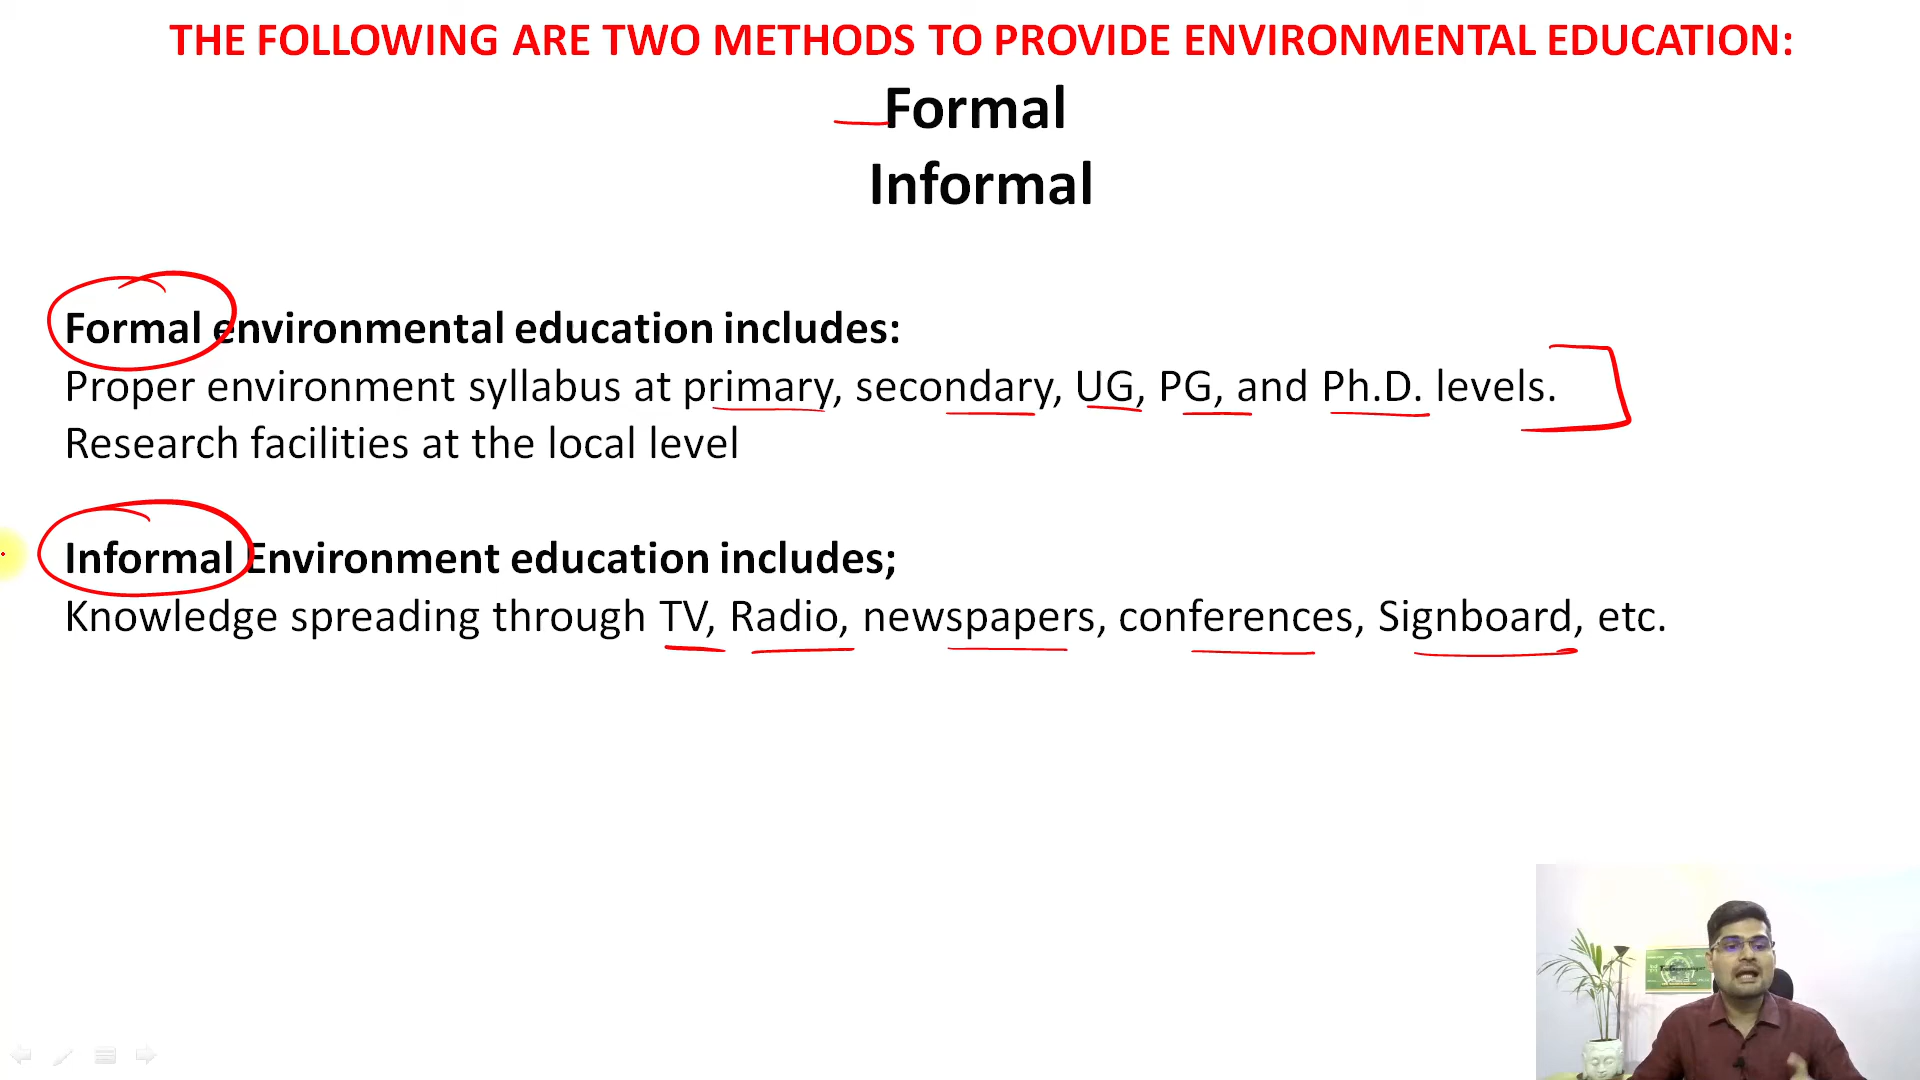 THE FOLLOWING ARE TWO METHODS TO PROVIDE ENVIRONMENTAL EDUCATION:
Formal
Informal
Formal environmental education includes:
Proper environment syllabus at primary, secondary, UG, PG, and Ph.D. levels.
Research facilities at the local level
Informal Environment education includes;
Knowledge spreading through TV, Radio, newspapers, conferences, Signboard, etc.